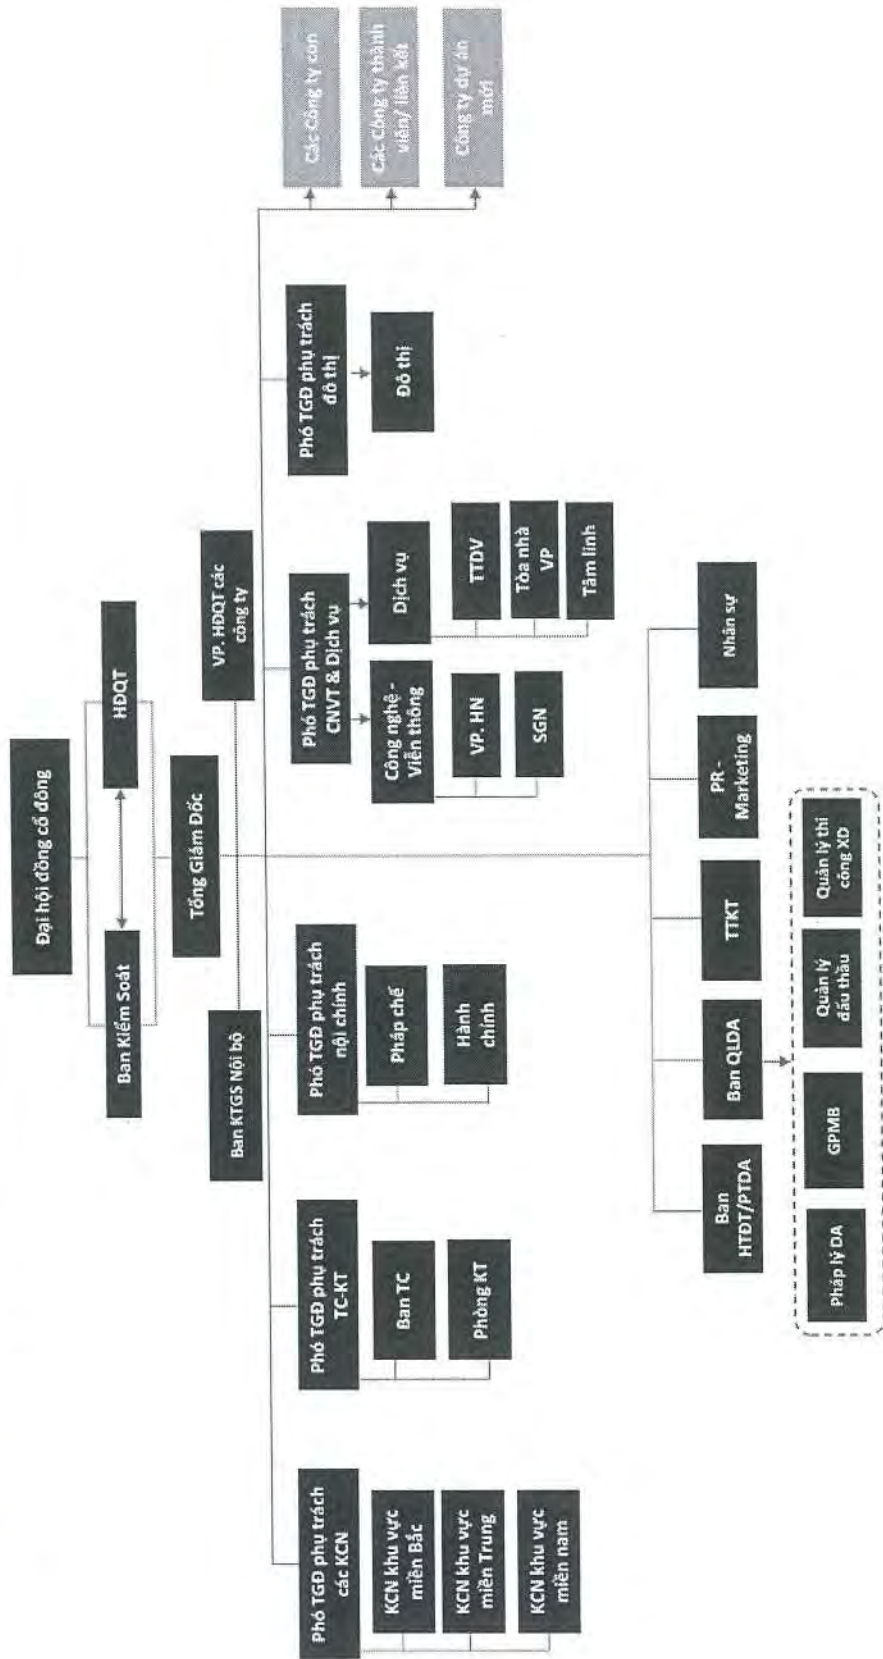 Đại hội đồng cổ đông
Ban Kiểm Soát
HĐQT
Tổng Giám Đốc
Ban KTGS Nội bộ
VP. HĐQT các
công ty
Phó TGĐ phụ trách
các KCN
KCN khu vực
miền Bắc
KCN khu vực
miền Trung
KCN khu vực
miền nam
Phó TGĐ phụ trách
TC-KT
Ban TC
Phòng KT
Phó TGĐ phụ trách
nội chính
Pháp chế
Hành
chính
Phó TGĐ phụ trách
CNVT & Dịch vụ
Công nghệ -
Viễn thông
VP. HN
SGN
Dịch vụ
TTDV
Tòa nhà
VP
Tâm linh
Phó TGĐ phụ trách
đô thị
Đô thị
Các Công ty con
Các Công ty thành
viên/ liên kết
Công ty dự án
mới
Ban
HTĐT/PTDA
Ban QLDA
TTKT
PR -
Marketing
Nhân sự
Pháp lý DA
GPMB
Quản lý
đấu thầu
Quản lý thi
công XD